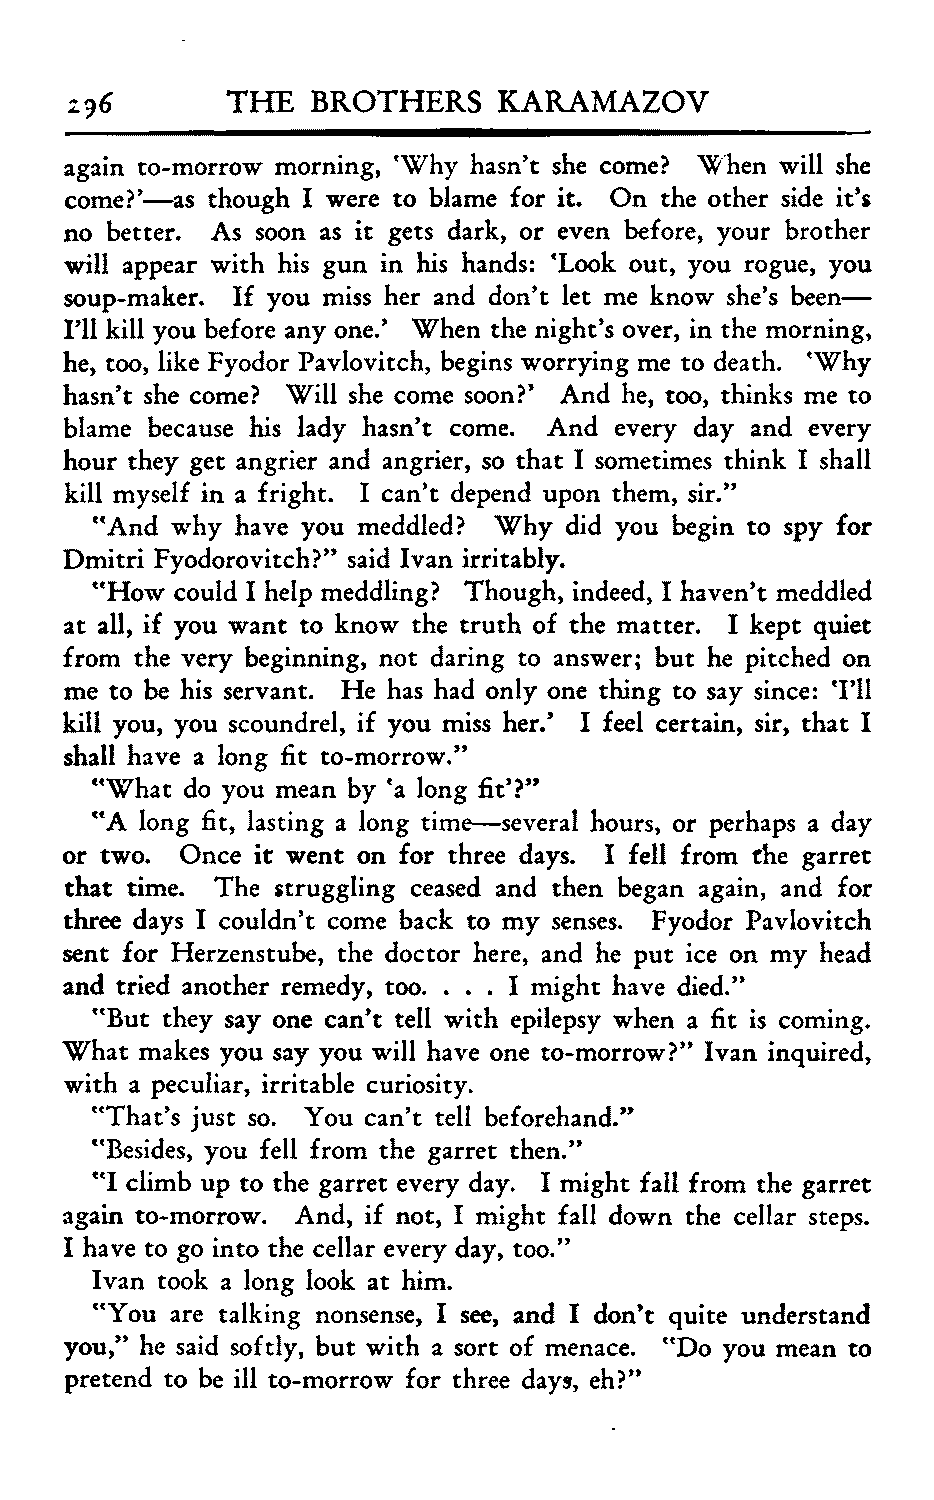 296 THE BROTHERS KARAMAZOV
again to-morrow morning, 'Why hasn't she come? When will she
come?'—as though I were to blame for it. On the other side it's
no better. As soon as it gets dark, or even before, your brother
will appear with his gun in his hands: 'Look out, you rogue, you
soup-maker. If you miss her and don't let me know she's been—
I'll kill you before any one.' When the night's over, in the morning,
he, too, like Fyodor Pavlovitch, begins worrying me to death. 'Why
hasn't she come? Will she come soon?' And he, too, thinks me to
blame because his lady hasn't come. And every day and every
hour they get angrier and angrier, so that I sometimes think I shall
kill myself in a fright. I can't depend upon them, sir."
"And why have you meddled? Why did you begin to spy for
Dmitri Fyodorovitch?" said Ivan irritably.
"How could I help meddling? Though, indeed, I haven't meddled
at all, if you want to know the truth of the matter. I kept quiet
from the very beginning, not daring to answer; but he pitched on
me to be his servant. He has had only one thing to say since: 'I'll
kill you, you scoundrel, if you miss her.' I feel certain, sir, that I
shall have a long fit to-morrow."
"What do you mean by 'a long fit'?"
"A long fit, lasting a long time—several hours, or perhaps a day
or two. Once it went on for three days. I fell from the garret
that time. The struggling ceased and then began again, and for
three days I couldn't come back to my senses. Fyodor Pavlovitch
sent for Herzenstube, the doctor here, and he put ice on my head
and tried another remedy, too. . . . I might have died."
"But they say one can't tell with epilepsy when a fit is coming.
What makes you say you will have one to-morrow?" Ivan inquired,
with a peculiar, irritable curiosity.
"That's just so. You can't tell beforehand."
"Besides, you fell from the garret then."
"I climb up to the garret every day. I might fall from the garret
again to-morrow. And, if not, I might fall down the cellar steps.
I have to go into the cellar every day, too."
Ivan took a long look at him.
"You are talking nonsense, I see, and I don't quite understand
you," he said softly, but with a sort of menace. "Do you mean to
pretend to be ill to-morrow for three days, eh?"